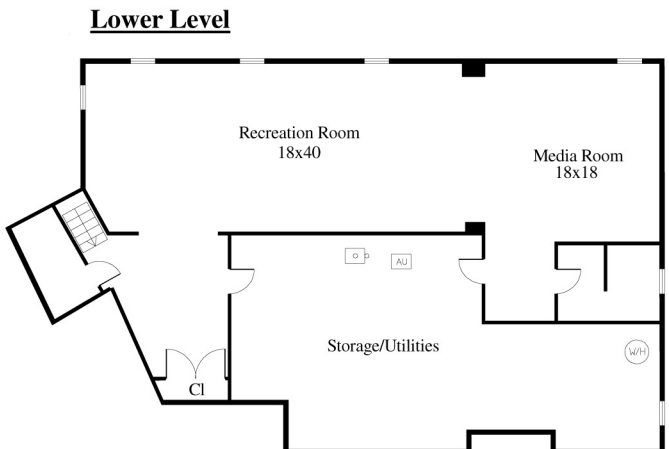 Lower Level
Recreation Room
18x40
Media Room
18x18
AU
Storage/Utilities
W/H
Cl